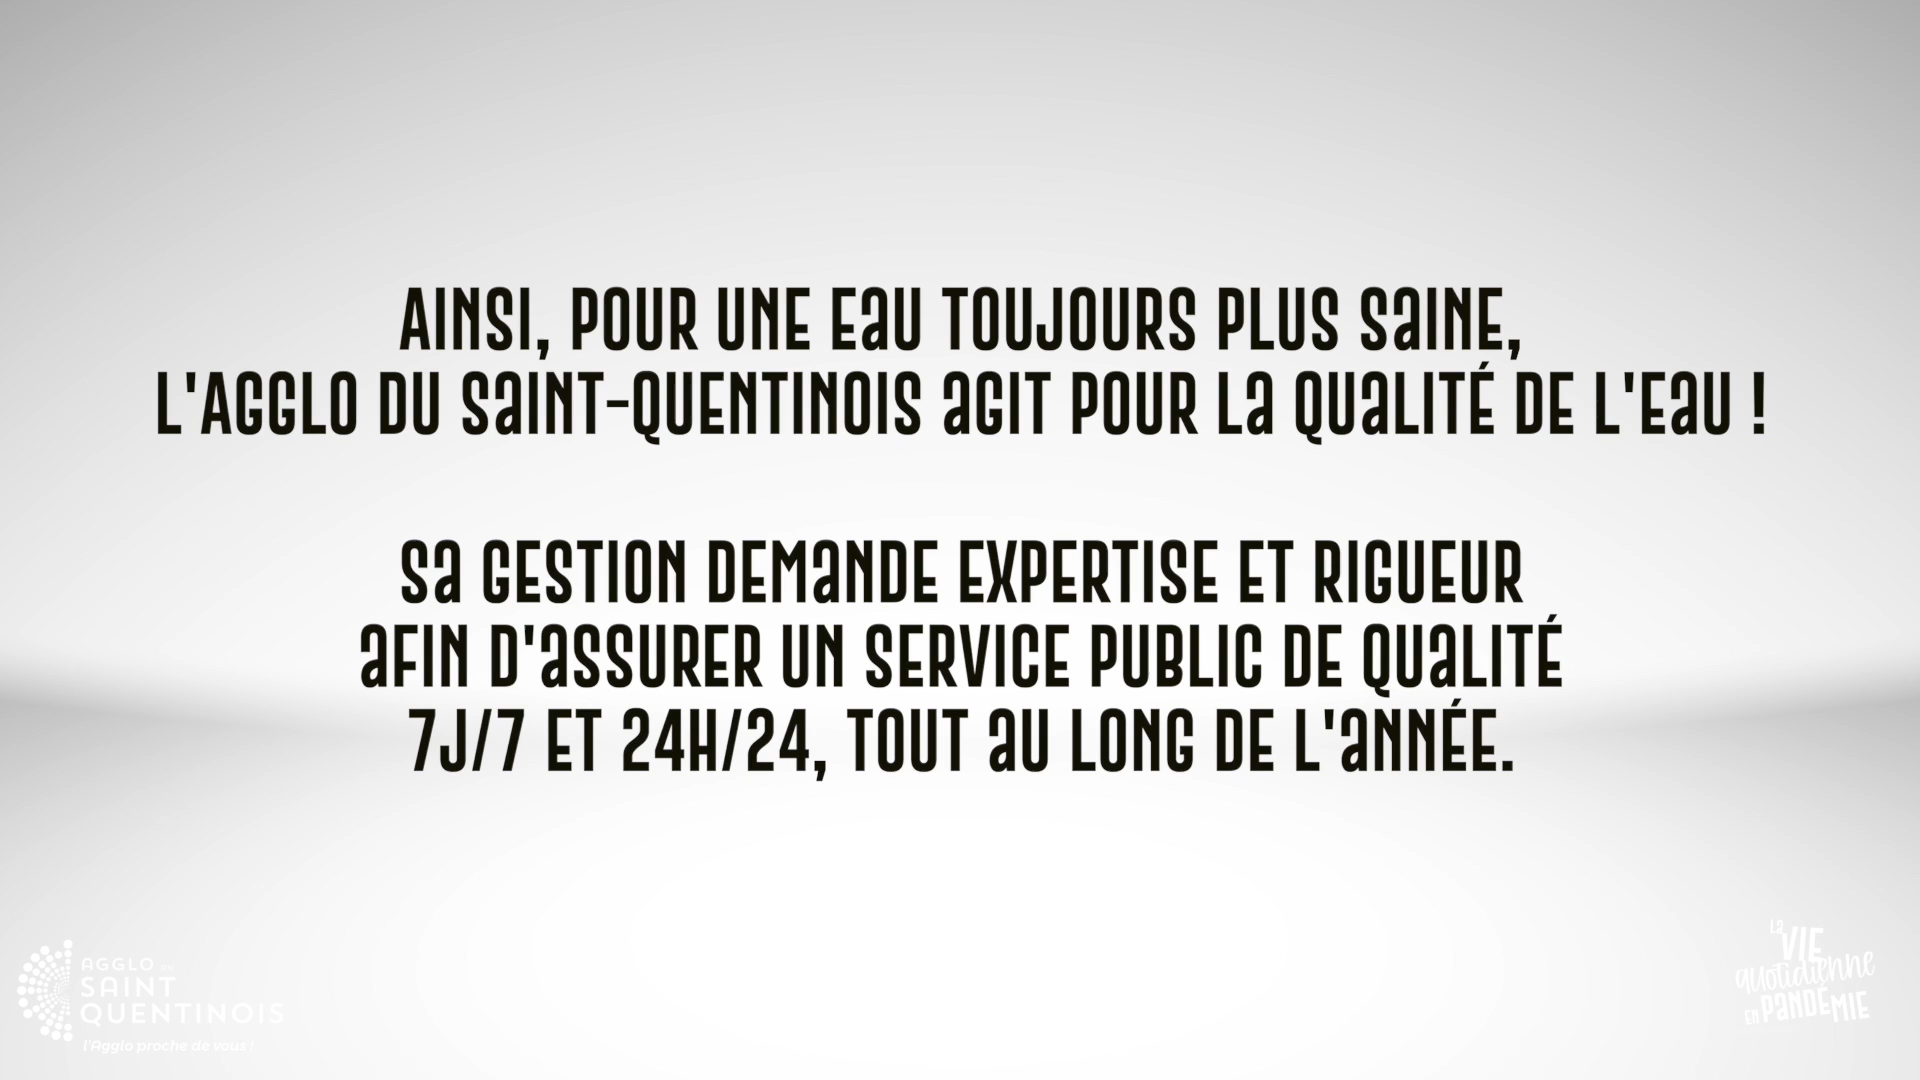 AINSI, POUR UNE EaU TOUJOURS PLUS SaINE,
L'AGGLO DU SaINT-QUENTINOIS aGIT POUR La QUaLITÉ DE L'EaU !
Sa GESTION DEMaNDE EXPERTISE ET RIGUEUR
aFIN D'aSSURER UN SERVICE PUBLIC DE QUaLITÉ
7J/7 ET 24H/24, TOUT aU LONG DE L'aNNÉE.
AGGLO DU
SAINT
QUENTINOIS
l'Agglo proche de vous !
La
VIE
quotidienne
EN PaNDÉMIE